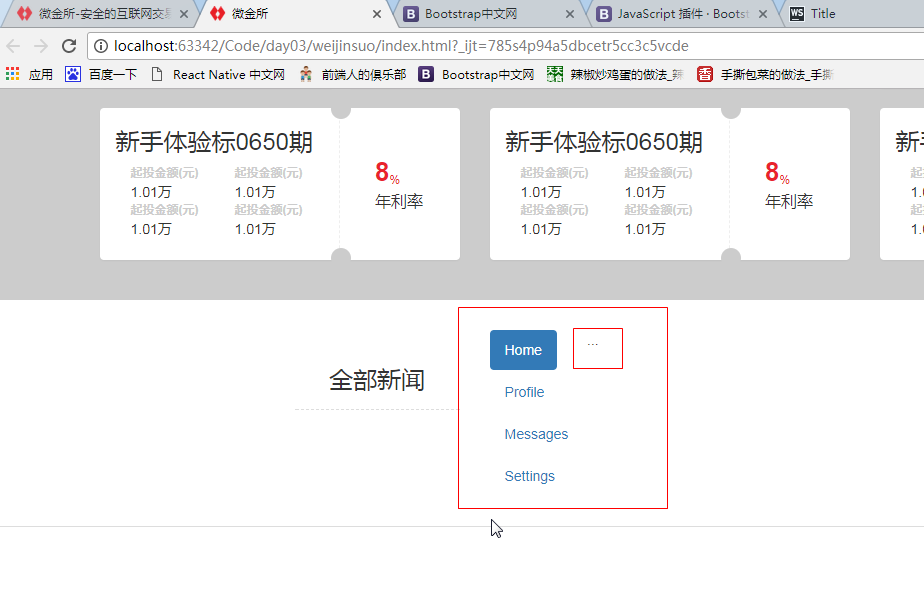 微金所-安全的互联网交易
微金所
Bootstrap中文网
JavaScript 插件 · Boots
Title
localhost:63342/Code/day03/weijinsuo/index.html?_ijt=785s4p94a5dbcetr5cc3c5vcde
应用
百度一下
React Native 中文网
前端人的俱乐部
Bootstrap中文网
辣椒炒鸡蛋的做法_辣
手撕包菜的做法_手撕
新手体验标0650期
起投金额(元) 起投金额(元)
1.01万 1.01万
起投金额(元) 起投金额(元)
1.01万 1.01万
8%
年利率
新手体验标0650期
起投金额(元) 起投金额(元)
1.01万 1.01万
起投金额(元) 起投金额(元)
1.01万 1.01万
8%
年利率
新手
起
1.0
起
1.0
全部新闻
Home
...
Profile
Messages
Settings